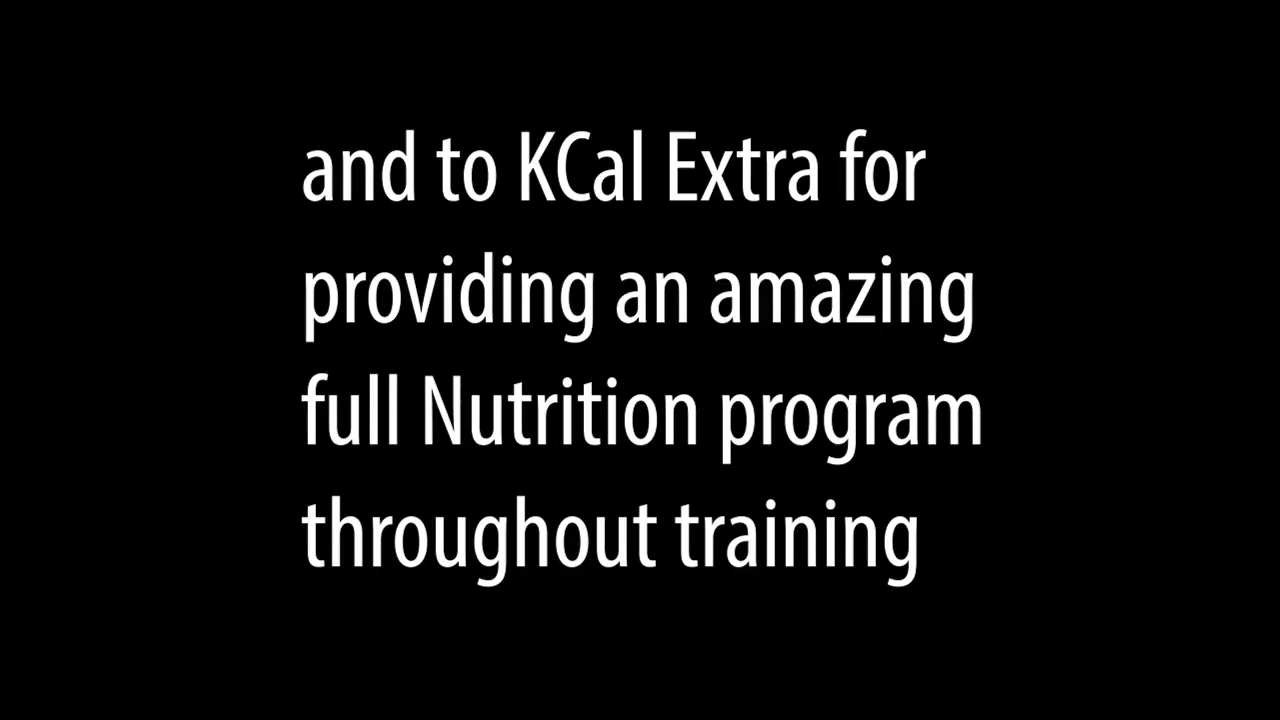 and to KCal Extra for
providing an amazing
full Nutrition program
throughout training